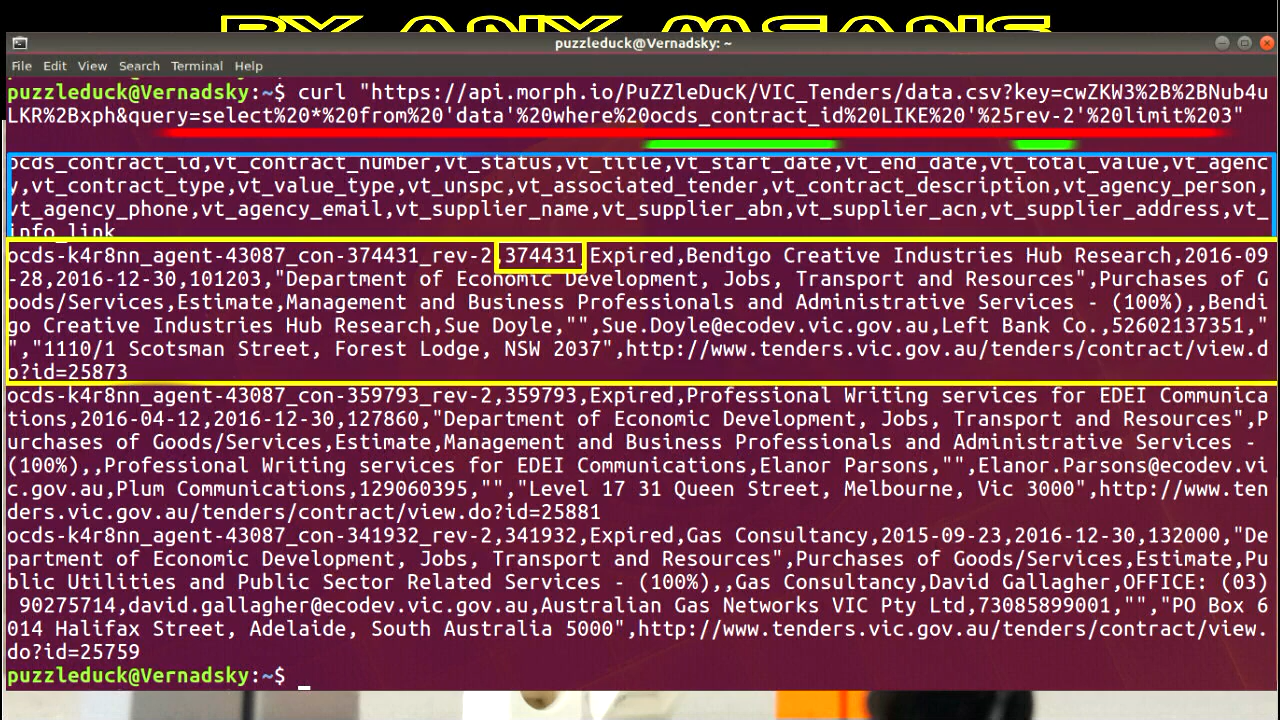 BY ANY MEANS
puzzleduck@Vernadsky: ~
File Edit View Search Terminal Help
puzzleduck@Vernadsky:~$ curl "https://api.morph.io/PuZZleDucK/VIC_Tenders/data.csv?key=cwZKW3%2B%2BNub4u
LKR%2Bxph&query=select%20*%20from%20'data'%20where%20ocds_contract_id%20LIKE%20'%25rev-2'%20limit%203"
ocds_contract_id,vt_contract_number,vt_status,vt_title,vt_start_date,vt_end_date,vt_total_value,vt_agenc
y,vt_contract_type,vt_value_type,vt_unspc,vt_associated_tender,vt_contract_description,vt_agency_person,
vt_agency_phone,vt_agency_email,vt_supplier_name,vt_supplier_abn,vt_supplier_acn,vt_supplier_address,vt_
info_link
ocds-k4r8nn_agent-43087_con-374431_rev-2,374431,Expired,Bendigo Creative Industries Hub Research,2016-09
-28,2016-12-30,101203,"Department of Economic Development, Jobs, Transport and Resources",Purchases of G
oods/Services,Estimate,Management and Business Professionals and Administrative Services - (100%),,Bendi
go Creative Industries Hub Research,Sue Doyle,"",Sue.Doyle@ecodev.vic.gov.au,Left Bank Co.,52602137351,"
","1110/1 Scotsman Street, Forest Lodge, NSW 2037",http://www.tenders.vic.gov.au/tenders/contract/view.d
o?id=25873
ocds-k4r8nn_agent-43087_con-359793_rev-2,359793,Expired,Professional Writing services for EDEI Communica
tions,2016-04-12,2016-12-30,127860,"Department of Economic Development, Jobs, Transport and Resources",P
urchases of Goods/Services,Estimate,Management and Business Professionals and Administrative Services -
(100%),,Professional Writing services for EDEI Communications,Elanor Parsons,"",Elanor.Parsons@ecodev.vi
c.gov.au,Plum Communications,129060395,"","Level 17 31 Queen Street, Melbourne, Vic 3000",http://www.ten
ders.vic.gov.au/tenders/contract/view.do?id=25881
ocds-k4r8nn_agent-43087_con-341932_rev-2,341932,Expired,Gas Consultancy,2015-09-23,2016-12-30,132000,"De
partment of Economic Development, Jobs, Transport and Resources",Purchases of Goods/Services,Estimate,Pu
blic Utilities and Public Sector Related Services - (100%),,Gas Consultancy,David Gallagher,OFFICE: (03)
 90275714,david.gallagher@ecodev.vic.gov.au,Australian Gas Networks VIC Pty Ltd,73085899001,"","PO Box 6
014 Halifax Street, Adelaide, South Australia 5000",http://www.tenders.vic.gov.au/tenders/contract/view.
do?id=25759
puzzleduck@Vernadsky:~$